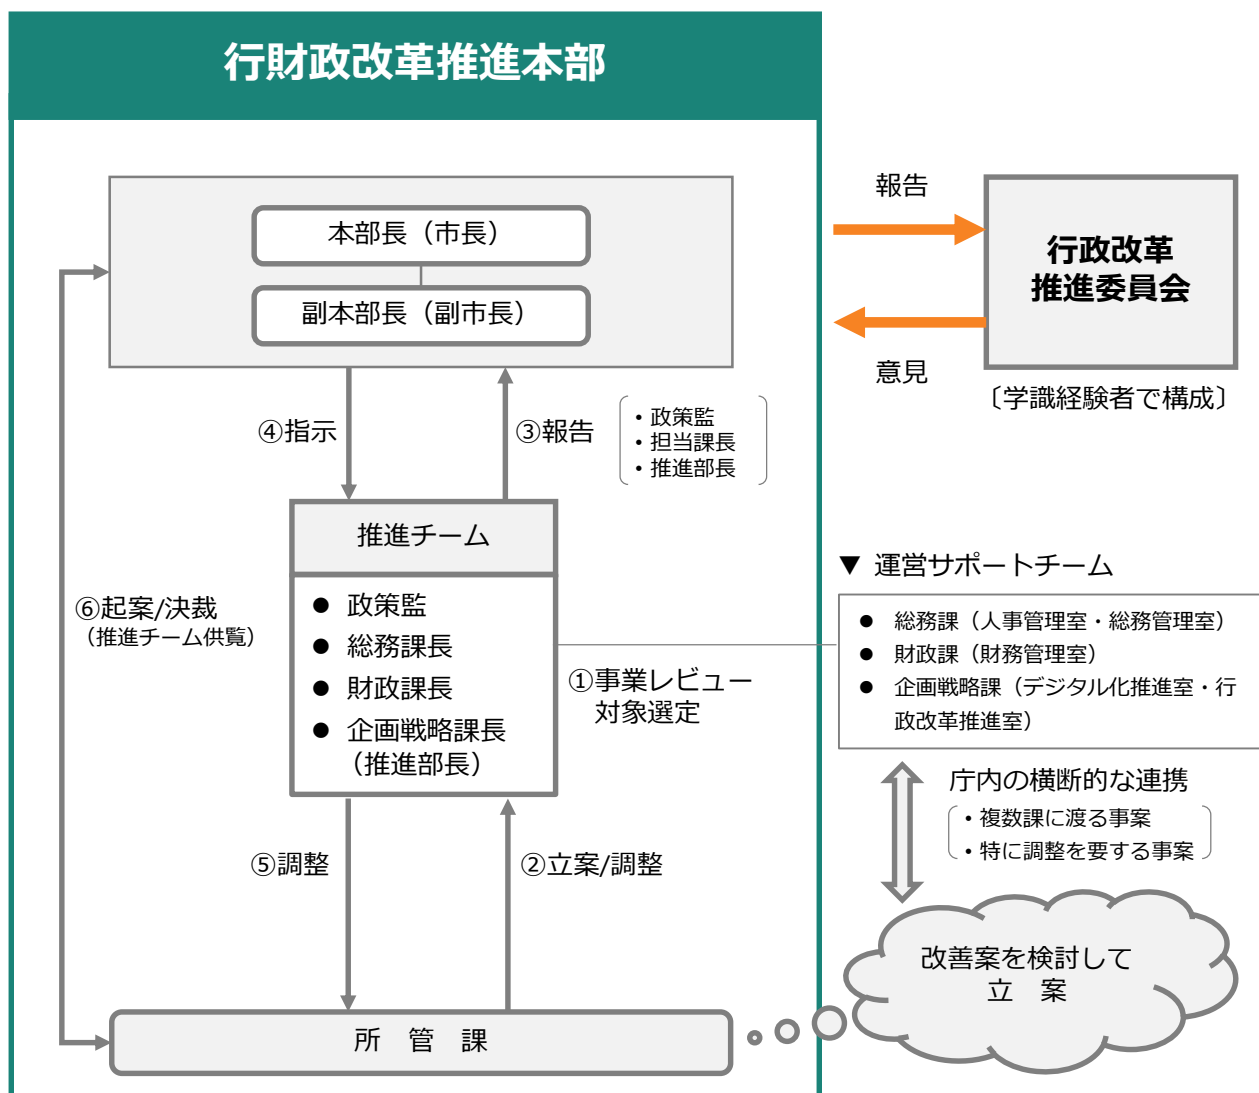 行財政改革推進本部
本部長（市長）
副本部長（副市長）
報告
意見
行政改革
推進委員会
〔学識経験者で構成〕
④指示
③報告
・政策監
・担当課長
・推進部長
推進チーム
● 政策監
● 総務課長
● 財政課長
● 企画戦略課長
（推進部長）
⑥起案/決裁
（推進チーム供覧）
①事業レビュー
対象選定
▼ 運営サポートチーム
● 総務課（人事管理室・総務管理室）
● 財政課（財務管理室）
● 企画戦略課（デジタル化推進室・行
政改革推進室）
庁内の横断的な連携
・複数課に渡る事案
・特に調整を要する事案
⑤調整
②立案/調整
改善案を検討して
立　案
所　管　課